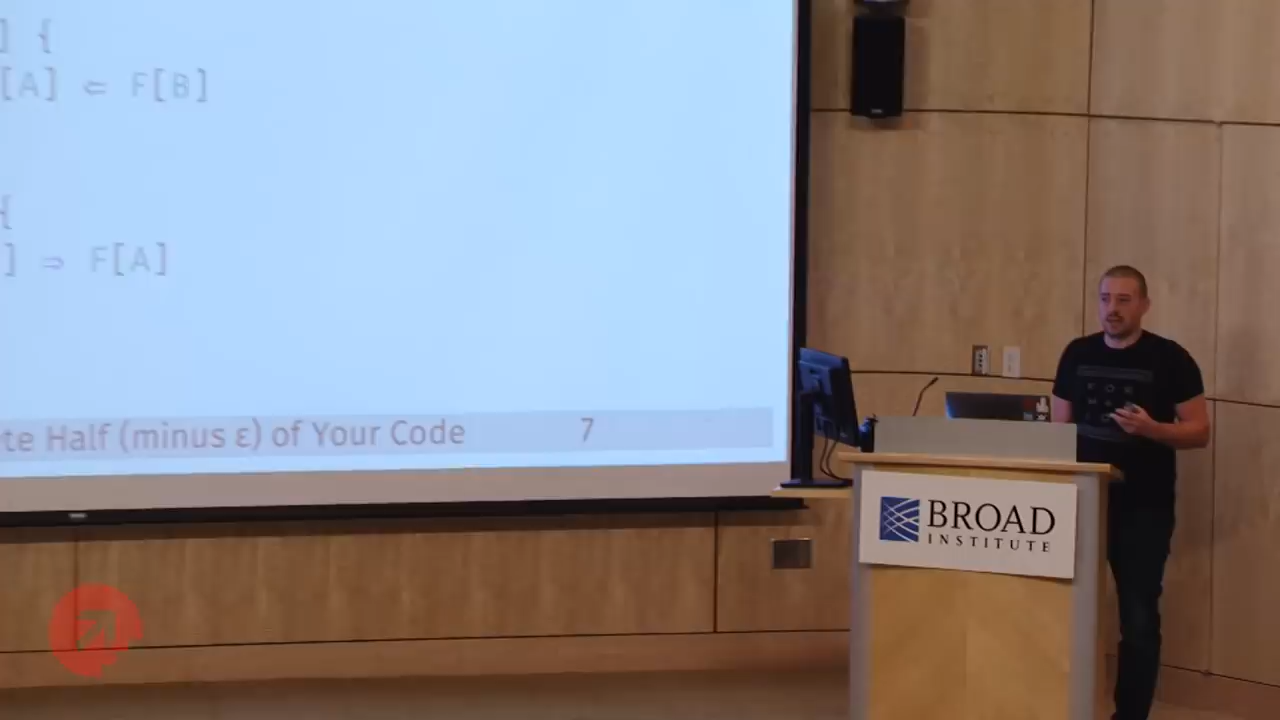 ] {
[A] ⇐ F[B]
{
] ⇒ F[A]
te Half (minus ε) of Your Code 7
BROAD
INSTITUTE